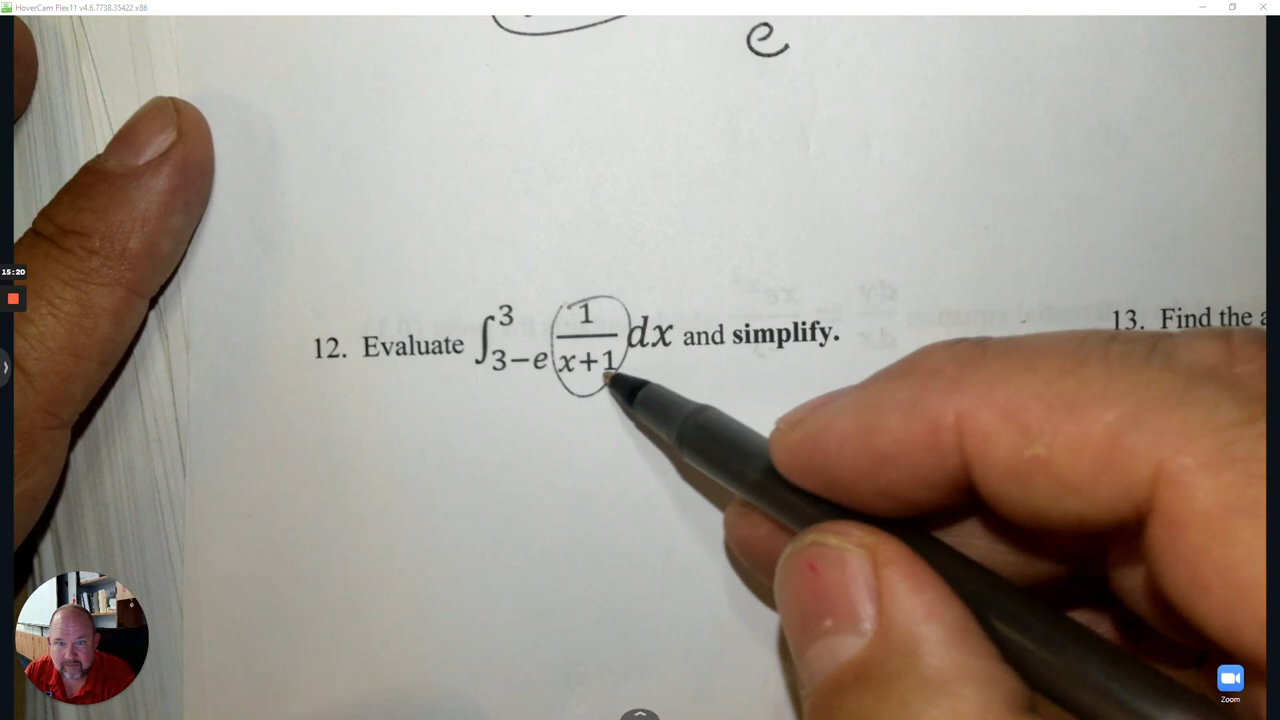 HoverCam Flex11 v4.6.7738.35422 x86
e
12. Evaluate ∫_{3−e}^{3} \frac{1}{x+1} dx and simplify.
13. Find the a
15:20
Zoom